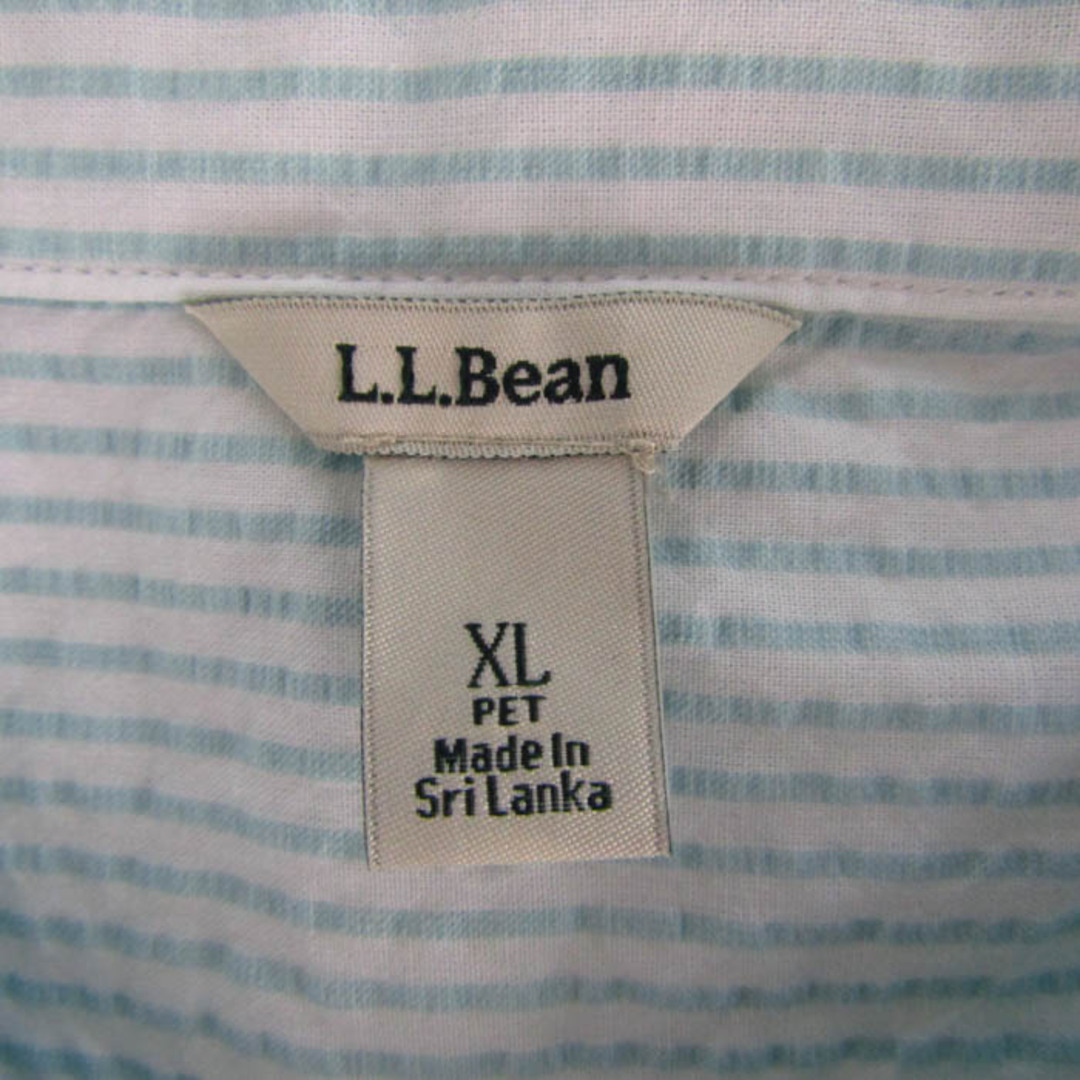 L.L.Bean
XL
PET
Made In
Sri Lanka